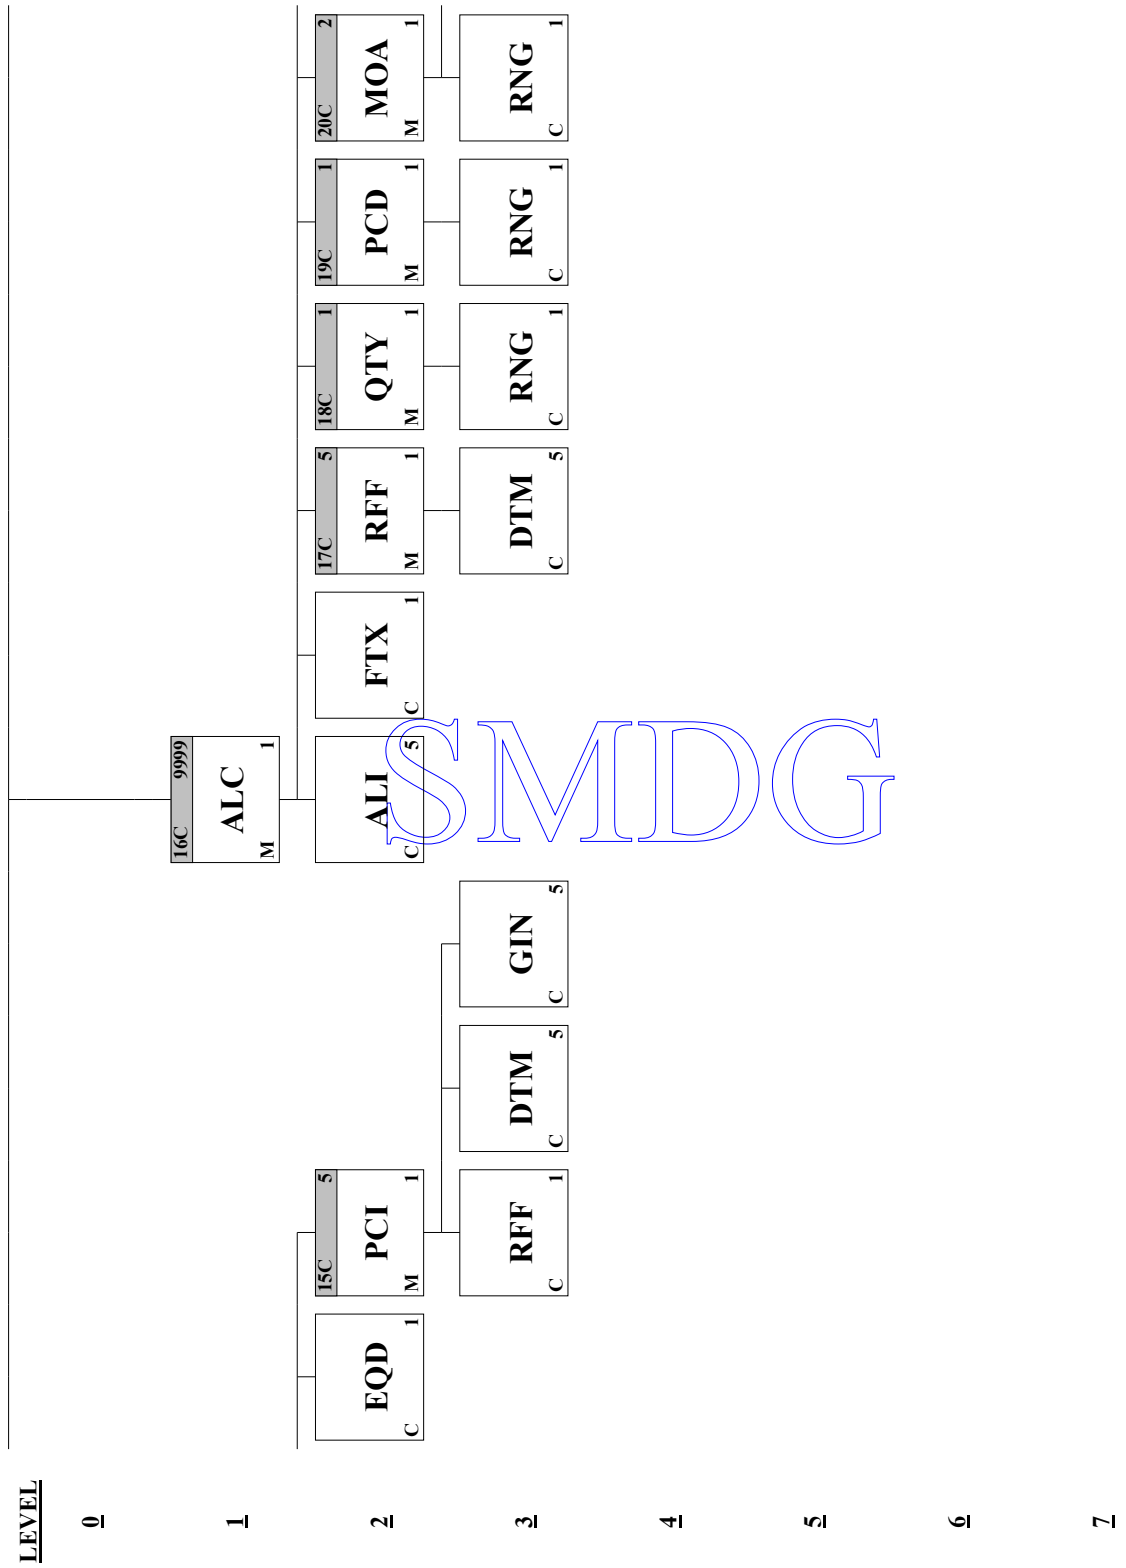 LEVEL
0
1
16C 9999
ALC
M 1
2
EQD
C 1
15C 5
PCI
M 1
ALI
C 5
FTX
C 1
17C 5
RFF
M 1
18C 1
QTY
M 1
19C 1
PCD
M 1
20C 2
MOA
M 1
3
RFF
C 1
DTM
C 5
GIN
C 5
DTM
C 5
RNG
C 1
RNG
C 1
RNG
C 1
SMDG
4
5
6
7